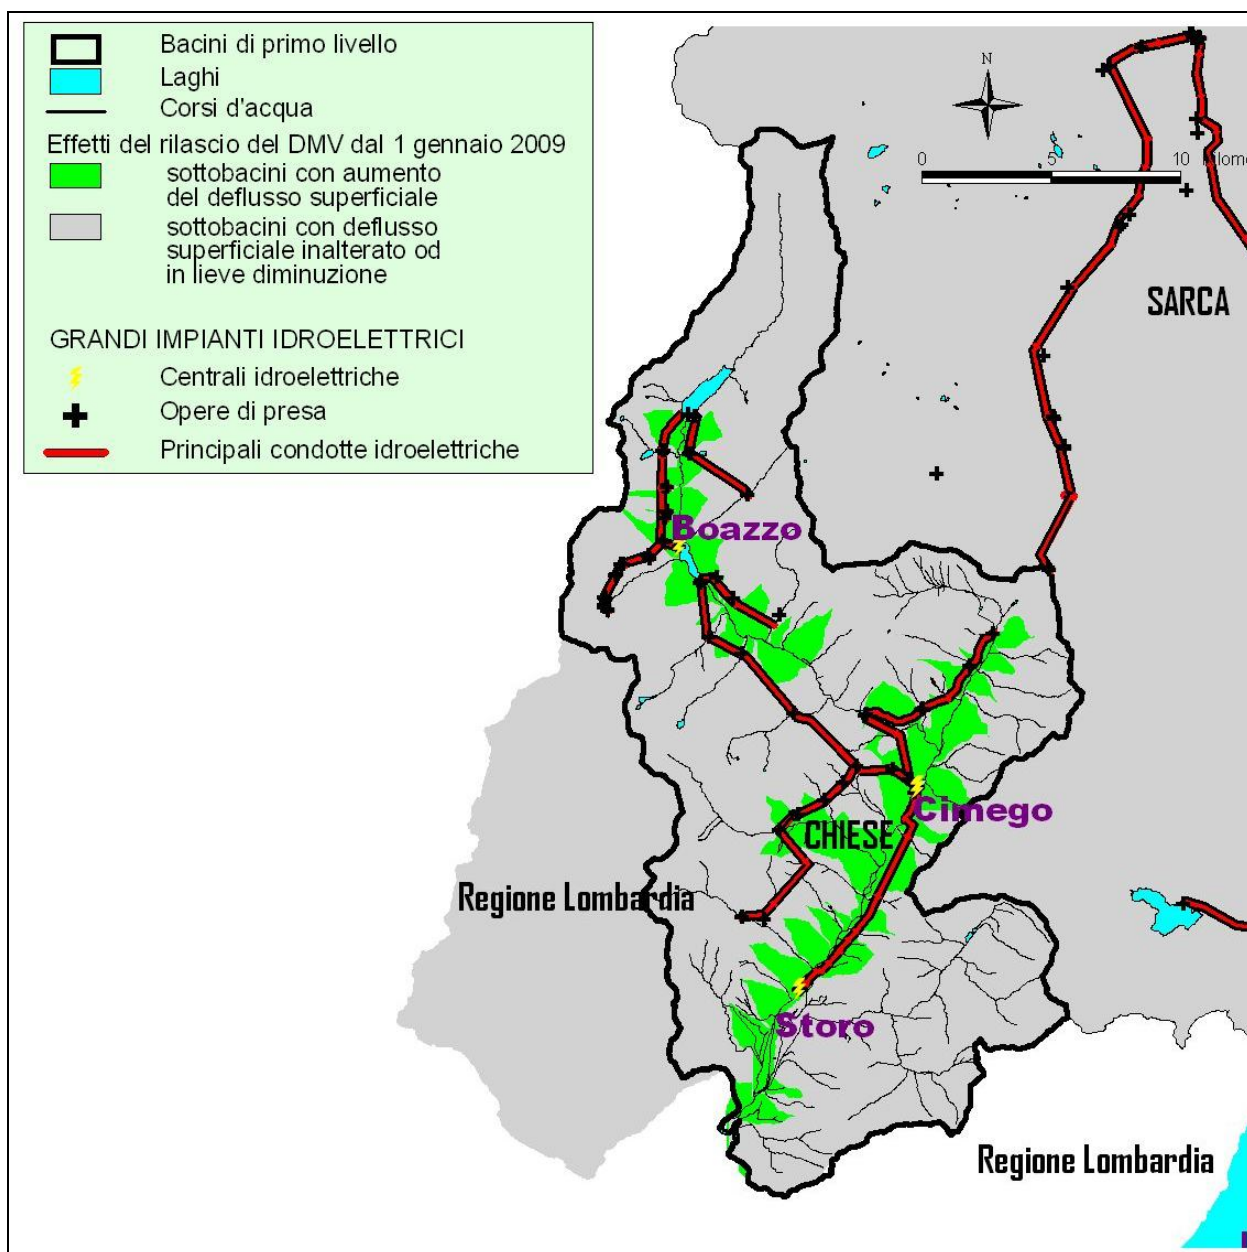 Bacini di primo livello
Laghi
Corsi d'acqua
Effetti del rilascio del DMV dal 1 gennaio 2009
sottobacini con aumento
del deflusso superficiale
sottobacini con deflusso
superficiale inalterato od
in lieve diminuzione
GRANDI IMPIANTI IDROELETTRICI
Centrali idroelettriche
Opere di presa
Principali condotte idroelettriche
N
0 5 10
SARCA
Boazzo
Cimego
CHIESE
Regione Lombardia
Storo
Regione Lombardia